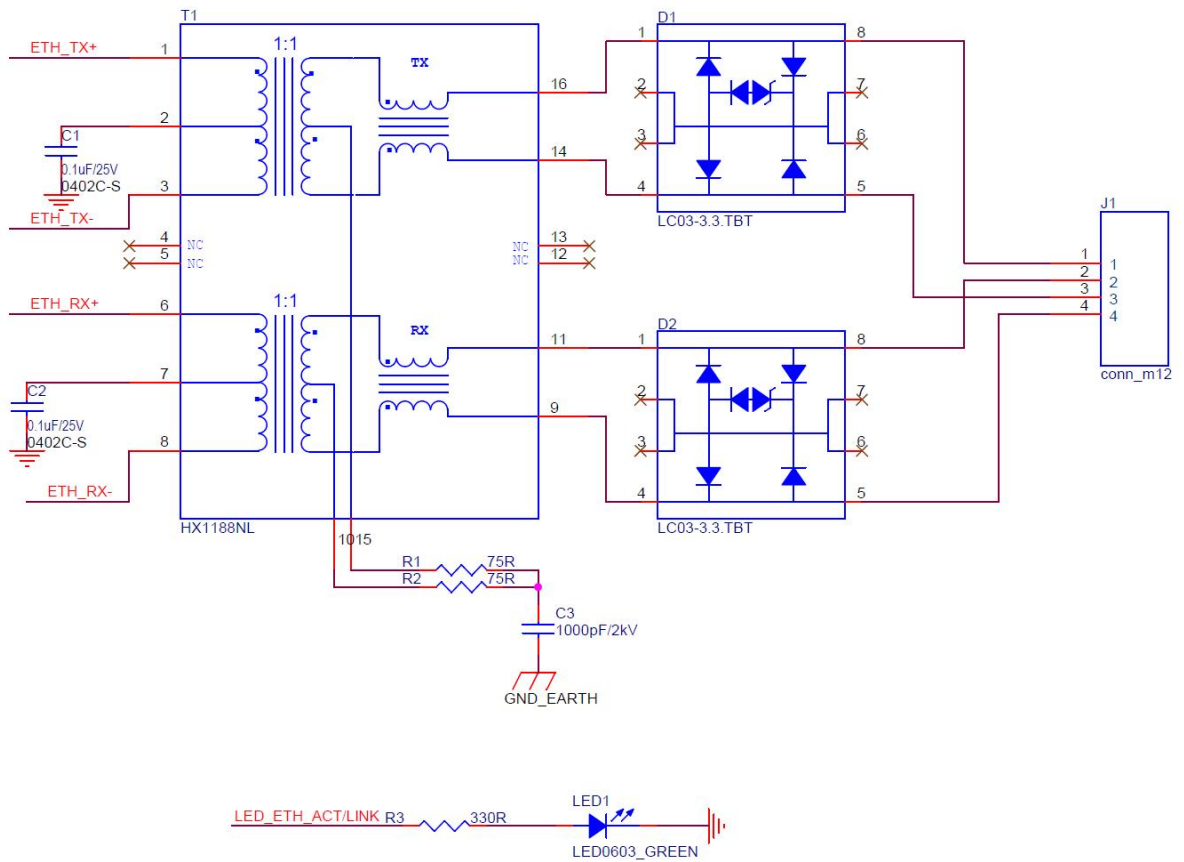 T1
D1
ETH_TX+
1
1:1
TX
16
1
8
2
7
2
C1
3
6
0.1uF/25V
0402C-S
3
14
4
5
ETH_TX-
LC03-3.3.TBT
J1
4
NC
NC
13
5
NC
NC
12
1
1
2
2
3
3
4
4
conn_m12
ETH_RX+
6
1:1
RX
11
D2
1
8
7
C2
2
7
0.1uF/25V
0402C-S
9
3
6
8
ETH_RX-
4
5
HX1188NL
LC03-3.3.TBT
1015
R1
75R
R2
75R
C3
1000pF/2kV
GND_EARTH
LED_ETH_ACT/LINK
R3
330R
LED1
LED0603_GREEN